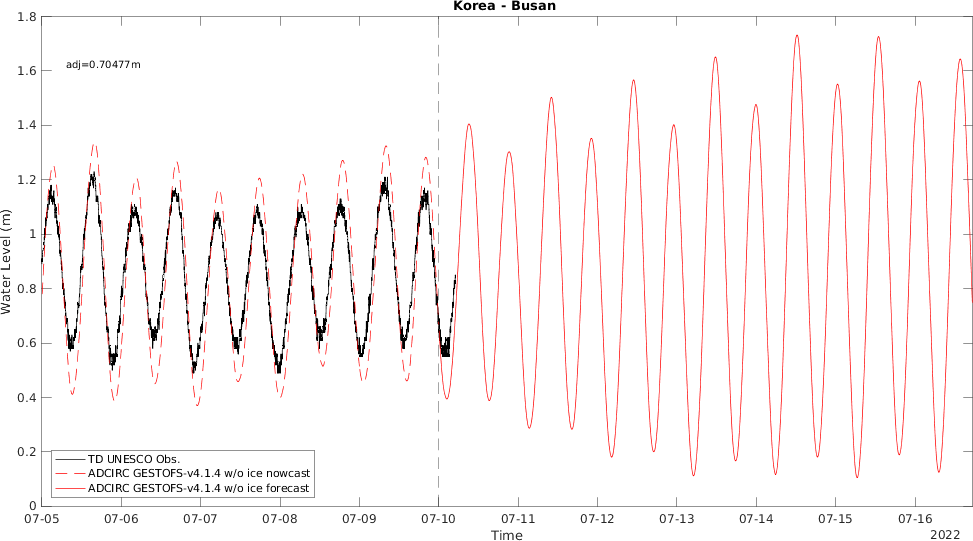 Korea - Busan
1.8
1.6
1.4
1.2
1
0.8
0.6
0.4
0.2
0
Water Level (m)
adj=0.70477m
TD UNESCO Obs.
ADCIRC GESTOFS-v4.1.4 w/o ice nowcast
ADCIRC GESTOFS-v4.1.4 w/o ice forecast
07-05 07-06 07-07 07-08 07-09 07-10 07-11 07-12 07-13 07-14 07-15 07-16
Time
2022